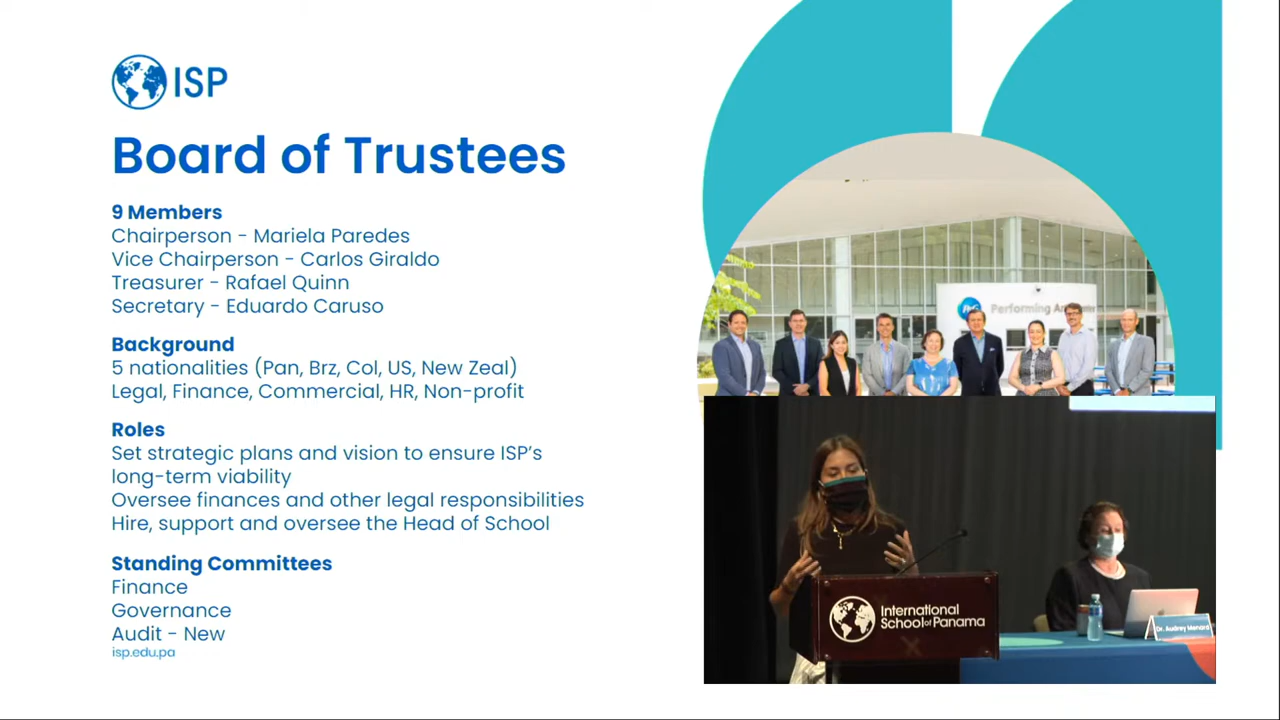 ISP
Board of Trustees
9 Members
Chairperson - Mariela Paredes
Vice Chairperson - Carlos Giraldo
Treasurer - Rafael Quinn
Secretary - Eduardo Caruso
Background
5 nationalities (Pan, Brz, Col, US, New Zeal)
Legal, Finance, Commercial, HR, Non-profit
Roles
Set strategic plans and vision to ensure ISP's
long-term viability
Oversee finances and other legal responsibilities
Hire, support and oversee the Head of School
Standing Committees
Finance
Governance
Audit - New
isp.edu.pa
Performing
International
School of Panama
Dr. Audrey Menard